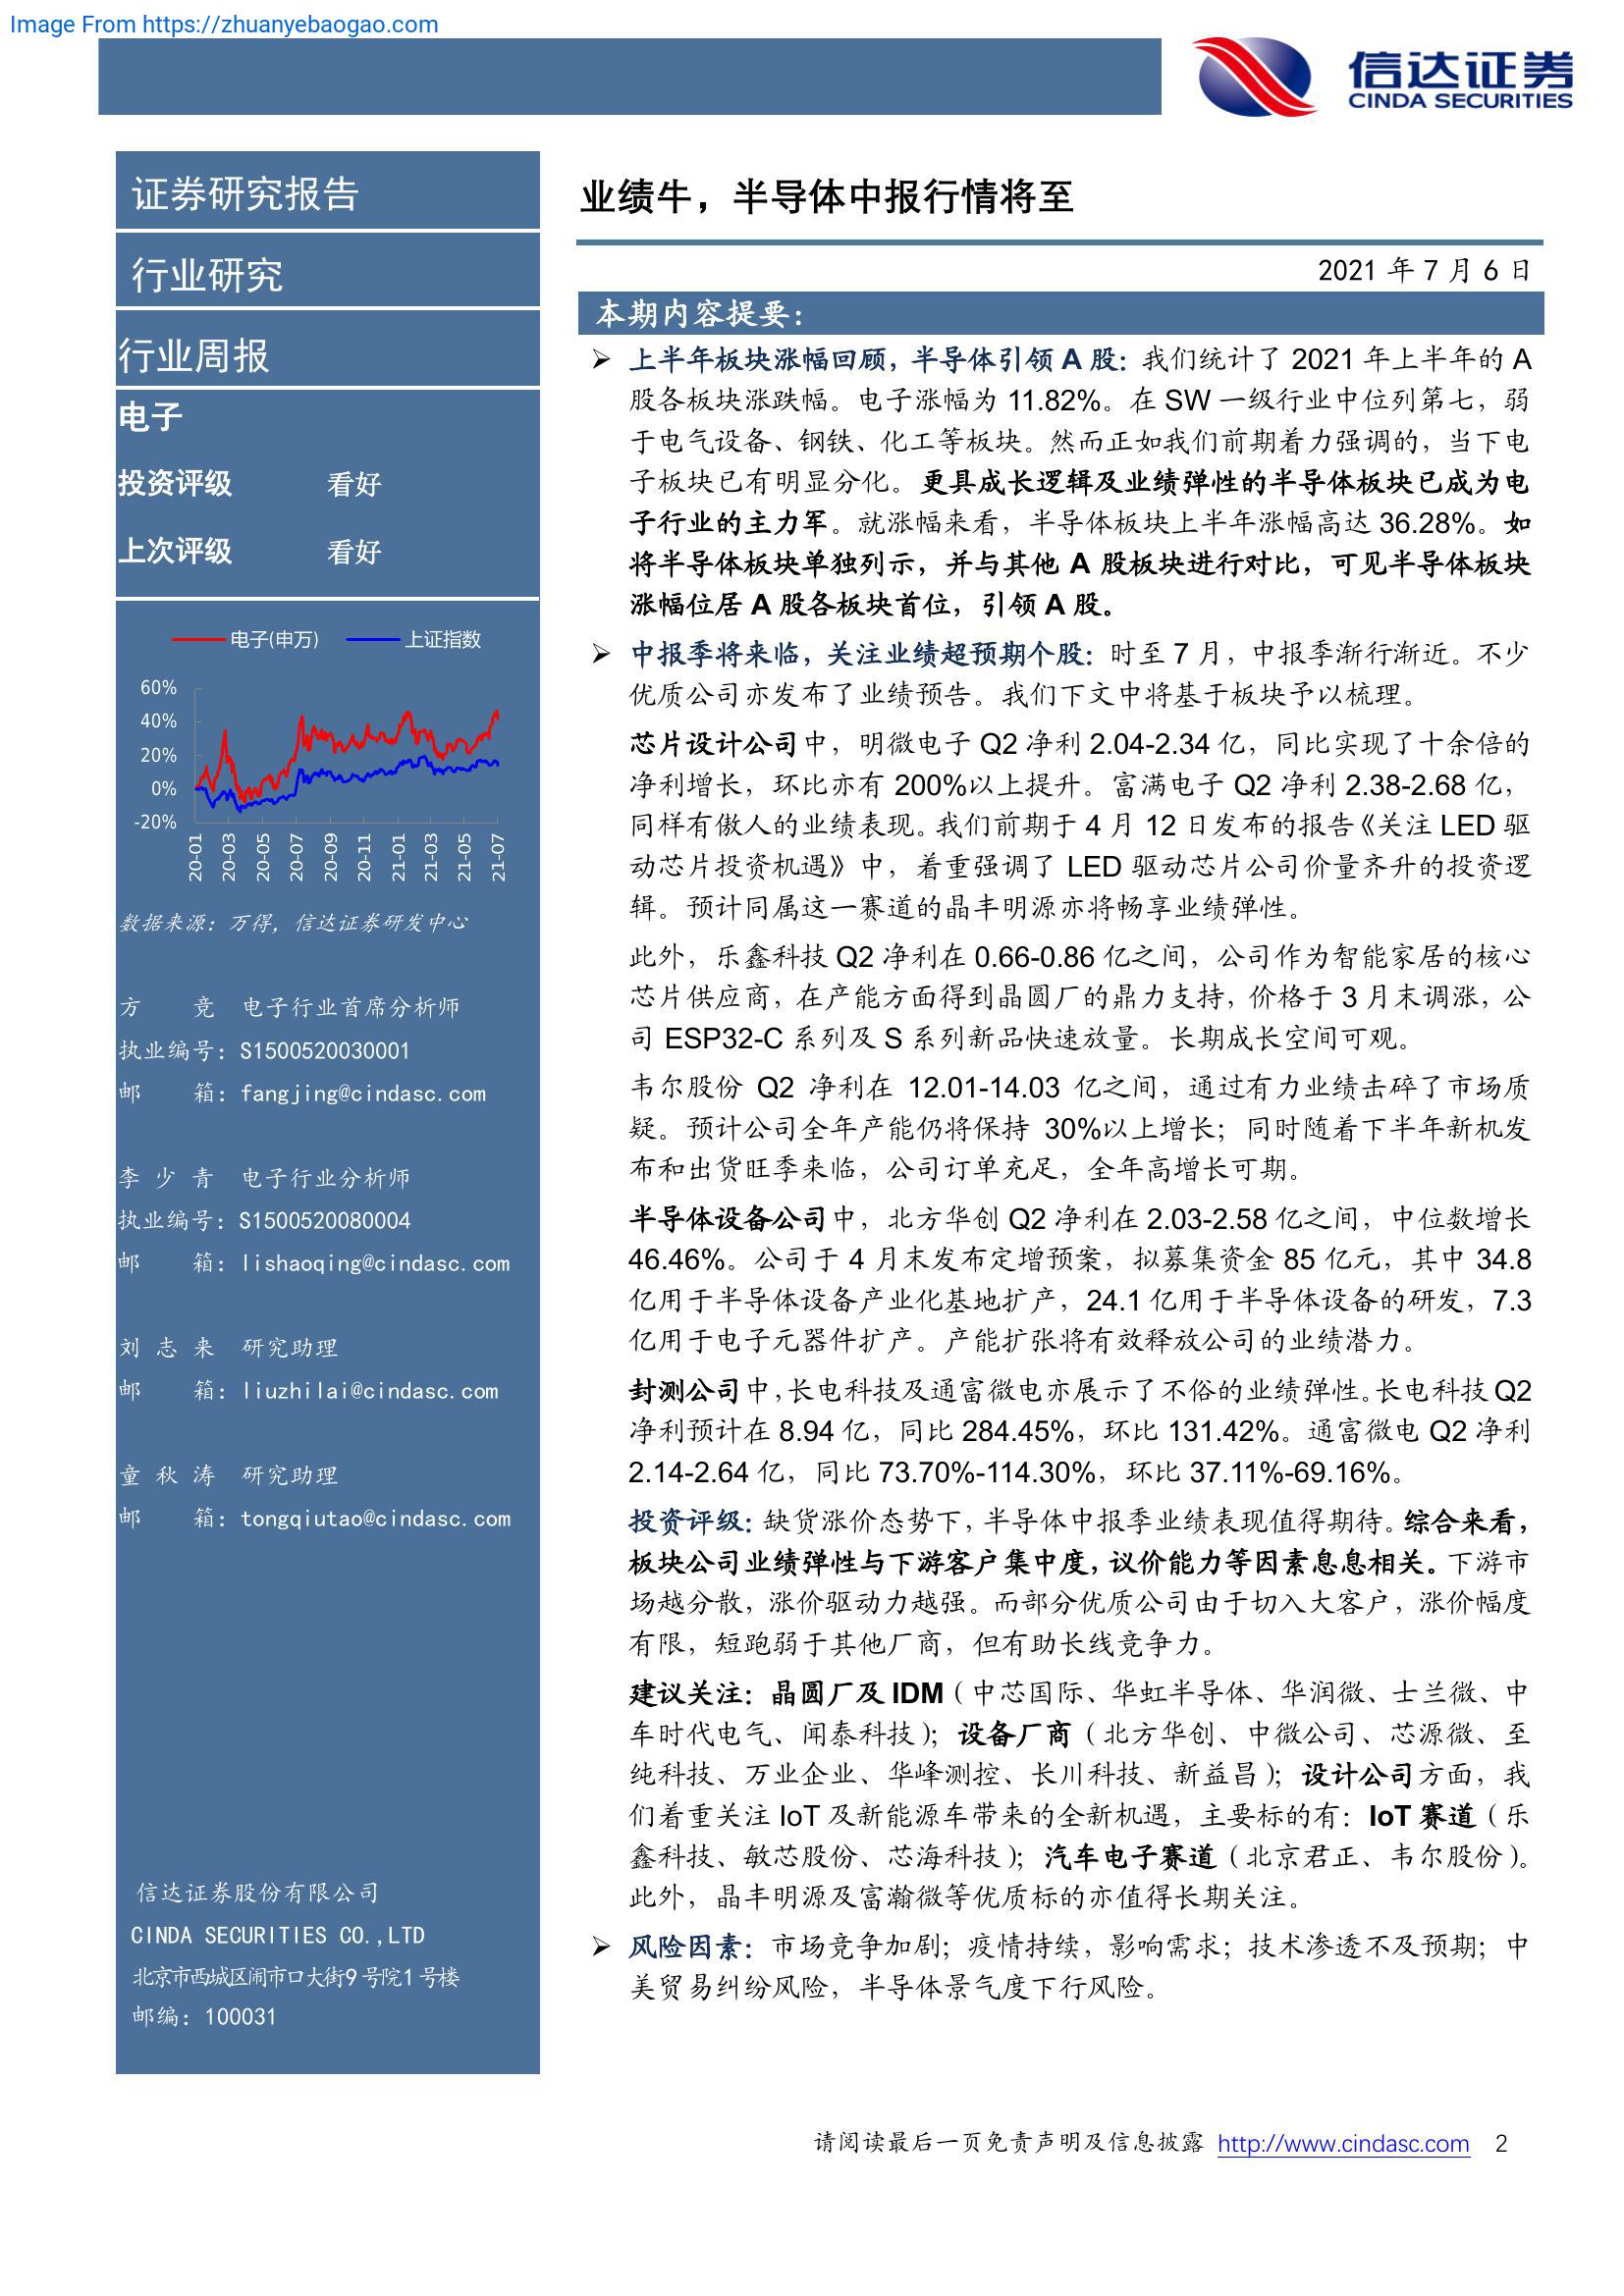 Image From https://zhuanyebaogao.com
信达证券
CINDA SECURITIES
证券研究报告
行业研究
行业周报
电子
投资评级 看好
上次评级 看好
电子(申万) 上证指数
60%
40%
20%
0%
-20%
20-01 20-03 20-05 20-07 20-09 20-11 21-01 21-03 21-05 21-07
数据来源：万得，信达证券研发中心
方 竞 电子行业首席分析师
执业编号：S1500520030001
邮 箱：fangjing@cindasc.com
李少青 电子行业分析师
执业编号：S1500520080004
邮 箱：lishaoqing@cindasc.com
刘志来 研究助理
邮 箱：liuzhilai@cindasc.com
童秋涛 研究助理
邮 箱：tongqiutao@cindasc.com
信达证券股份有限公司
CINDA SECURITIES CO.,LTD
北京市西城区闹市口大街9号院1号楼
邮编：100031
业绩牛，半导体中报行情将至
2021 年 7 月 6 日
本期内容提要：
➢ 上半年板块涨幅回顾，半导体引领 A 股：我们统计了 2021 年上半年的 A
股各板块涨跌幅。电子涨幅为 11.82%。在 SW 一级行业中位列第七，弱
于电气设备、钢铁、化工等板块。然而正如我们前期着力强调的，当下电
子板块已有明显分化。更具成长逻辑及业绩弹性的半导体板块已成为电
子行业的主力军。就涨幅来看，半导体板块上半年涨幅高达 36.28%。如
将半导体板块单独列示，并与其他 A 股板块进行对比，可见半导体板块
涨幅位居 A 股各板块首位，引领 A 股。
➢ 中报季将来临，关注业绩超预期个股：时至 7 月，中报季渐行渐近。不少
优质公司亦发布了业绩预告。我们下文中将基于板块予以梳理。
芯片设计公司中，明微电子 Q2 净利 2.04-2.34 亿，同比实现了十余倍的
净利增长，环比亦有 200%以上提升。富满电子 Q2 净利 2.38-2.68 亿，
同样有傲人的业绩表现。我们前期于 4 月 12 日发布的报告《关注 LED 驱
动芯片投资机遇》中，着重强调了 LED 驱动芯片公司价量齐升的投资逻
辑。预计同属这一赛道的晶丰明源亦将畅享业绩弹性。
此外，乐鑫科技 Q2 净利在 0.66-0.86 亿之间，公司作为智能家居的核心
芯片供应商，在产能方面得到晶圆厂的鼎力支持，价格于 3 月末调涨，公
司 ESP32-C 系列及 S 系列新品快速放量。长期成长空间可观。
韦尔股份 Q2 净利在 12.01-14.03 亿之间，通过有力业绩击碎了市场质
疑。预计公司全年产能仍将保持 30%以上增长；同时随着下半年新机发
布和出货旺季来临，公司订单充足，全年高增长可期。
半导体设备公司中，北方华创 Q2 净利在 2.03-2.58 亿之间，中位数增长
46.46%。公司于 4 月末发布定增预案，拟募集资金 85 亿元，其中 34.8
亿用于半导体设备产业化基地扩产，24.1 亿用于半导体设备的研发，7.3
亿用于电子元器件扩产。产能扩张将有效释放公司的业绩潜力。
封测公司中，长电科技及通富微电亦展示了不俗的业绩弹性。长电科技 Q2
净利预计在 8.94 亿，同比 284.45%，环比 131.42%。通富微电 Q2 净利
2.14-2.64 亿，同比 73.70%-114.30%，环比 37.11%-69.16%。
投资评级：缺货涨价态势下，半导体中报季业绩表现值得期待。综合来看，
板块公司业绩弹性与下游客户集中度，议价能力等因素息息相关。下游市
场越分散，涨价驱动力越强。而部分优质公司由于切入大客户，涨价幅度
有限，短跑弱于其他厂商，但有助长线竞争力。
建议关注：晶圆厂及 IDM（中芯国际、华虹半导体、华润微、士兰微、中
车时代电气、闻泰科技）；设备厂商（北方华创、中微公司、芯源微、至
纯科技、万业企业、华峰测控、长川科技、新益昌）；设计公司方面，我
们着重关注 IoT 及新能源车带来的全新机遇，主要标的有：IoT 赛道（乐
鑫科技、敏芯股份、芯海科技）；汽车电子赛道（北京君正、韦尔股份）。
此外，晶丰明源及富瀚微等优质标的亦值得长期关注。
➢ 风险因素：市场竞争加剧；疫情持续，影响需求；技术渗透不及预期；中
美贸易纠纷风险，半导体景气度下行风险。
请阅读最后一页免责声明及信息披露 http://www.cindasc.com 2